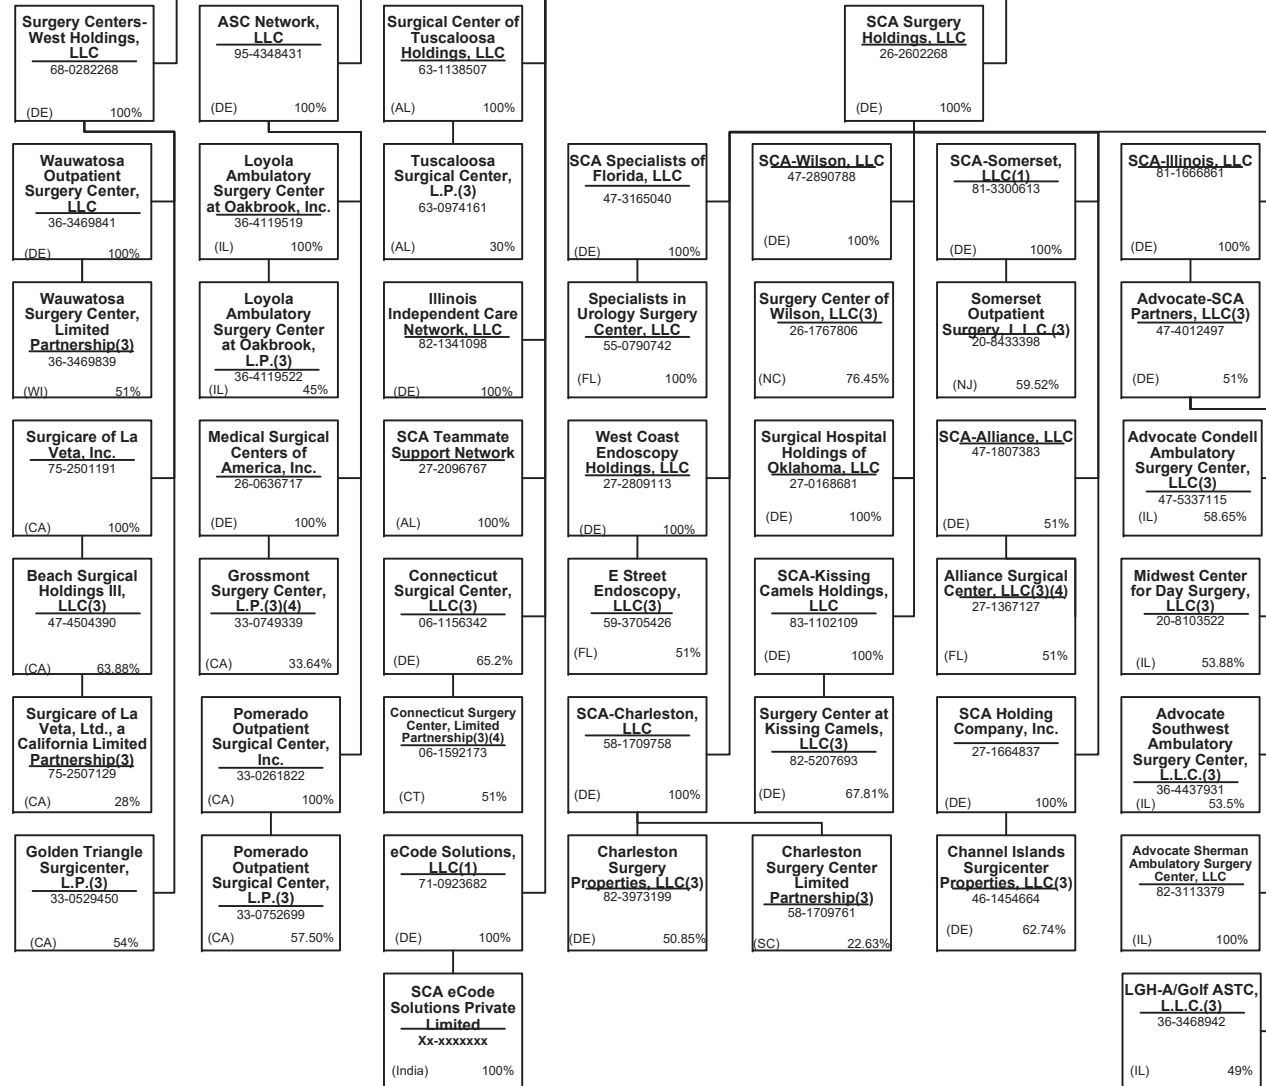 Surgery Centers-
West Holdings,
LLC
68-0282268
(DE) 100%
ASC Network,
LLC
95-4348431
(DE) 100%
Surgical Center of
Tuscaloosa
Holdings, LLC
63-1138507
(AL) 100%
SCA Surgery
Holdings, LLC
26-2602268
(DE) 100%
Wauwatosa
Outpatient
Surgery Center,
LLC
36-3469841
(DE) 100%
Loyola
Ambulatory
Surgery Center
at Oakbrook, Inc.
36-4119519
(IL) 100%
Tuscaloosa
Surgical Center,
L.P.(3)
63-0974161
(AL) 30%
SCA Specialists of
Florida, LLC
47-3165040
(DE) 100%
SCA-Wilson, LLC
47-2890788
(DE) 100%
SCA-Somerset,
LLC(1)
81-3300613
(DE) 100%
SCA-Illinois, LLC
81-1666861
(DE) 100%
Wauwatosa
Surgery Center,
Limited
Partnership(3)
36-3469839
(WI) 51%
Loyola
Ambulatory
Surgery Center
at Oakbrook,
L.P.(3)
36-4119522
(IL) 45%
Illinois
Independent Care
Network, LLC
82-1341098
(DE) 100%
Specialists in
Urology Surgery
Center, LLC
55-0790742
(FL) 100%
Surgery Center of
Wilson, LLC(3)
26-1767806
(NC) 76.45%
Somerset
Outpatient
Surgery, L.L.C.(3)
20-8433398
(NJ) 59.52%
Advocate-SCA
Partners, LLC(3)
47-4012497
(DE) 51%
Surgicare of La
Veta, Inc.
75-2501191
(CA) 100%
Medical Surgical
Centers of
America, Inc.
26-0636717
(DE) 100%
SCA Teammate
Support Network
27-2096767
(AL) 100%
West Coast
Endoscopy
Holdings, LLC
27-2809113
(DE) 100%
Surgical Hospital
Holdings of
Oklahoma, LLC
27-0168681
(DE) 100%
SCA-Alliance, LLC
47-1807383
(DE) 51%
Advocate Condell
Ambulatory
Surgery Center,
LLC(3)
47-5337115
(IL) 58.65%
Beach Surgical
Holdings III,
LLC(3)
47-4504390
(CA) 63.88%
Grossmont
Surgery Center,
L.P.(3)(4)
33-0749339
(CA) 33.64%
Connecticut
Surgical Center,
LLC(3)
06-1156342
(DE) 65.2%
E Street
Endoscopy,
LLC(3)
59-3705426
(FL) 51%
SCA-Kissing
Camels Holdings,
LLC
83-1102109
(DE) 100%
Alliance Surgical
Center, LLC(3)(4)
27-1367127
(FL) 51%
Midwest Center
for Day Surgery,
LLC(3)
20-8103522
(IL) 53.88%
Surgicare of La
Veta, Ltd., a
California Limited
Partnership(3)
75-2507129
(CA) 28%
Pomerado
Outpatient
Surgical Center,
Inc.
33-0261822
(CA) 100%
Connecticut Surgery
Center, Limited
Partnership(3)(4)
06-1592173
(CT) 51%
SCA-Charleston,
LLC
58-1709758
(DE) 100%
Surgery Center at
Kissing Camels,
LLC(3)
82-5207693
(DE) 67.81%
SCA Holding
Company, Inc.
27-1664837
(DE) 100%
Advocate
Southwest
Ambulatory
Surgery Center,
L.L.C.(3)
36-4437931
(IL) 53.5%
Golden Triangle
Surgicenter,
L.P.(3)
33-0529450
(CA) 54%
Pomerado
Outpatient
Surgical Center,
L.P.(3)
33-0752699
(CA) 57.50%
eCode Solutions,
LLC(1)
71-0923682
(DE) 100%
Charleston
Surgery
Properties, LLC(3)
82-3973199
(DE) 50.85%
Charleston
Surgery Center
Limited
Partnership(3)
58-1709761
(SC) 22.63%
Channel Islands
Surgicenter
Properties, LLC(3)
46-1454664
(DE) 62.74%
Advocate Sherman
Ambulatory Surgery
Center, LLC
82-3113379
(IL) 100%
SCA eCode
Solutions Private
Limited
Xx-xxxxxxx
(India) 100%
LGH-A/Golf ASTC,
L.L.C.(3)
36-3468942
(IL) 49%